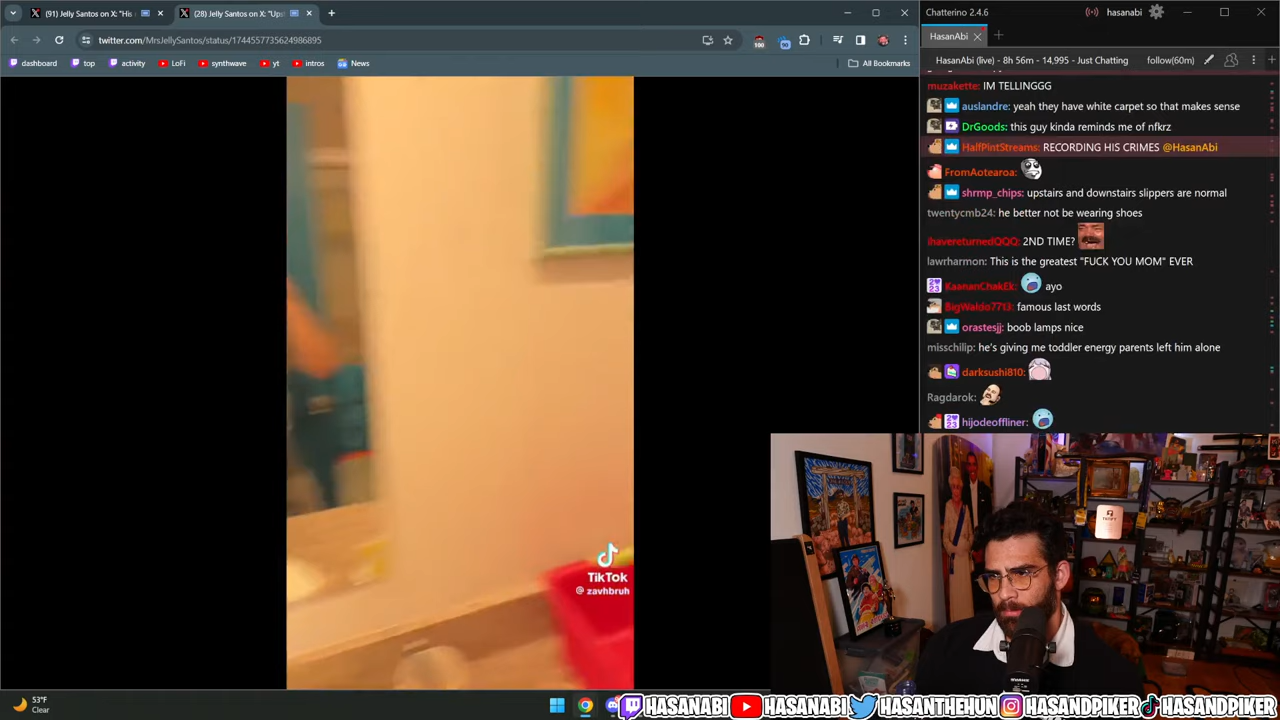 (91) Jelly Santos on X: "His
(28) Jelly Santos on X: "Ups
twitter.com/MrsJellySantos/status/1744557735624986895
100
dashboard
top
activity
LoFi
synthwave
yt
intros
News
All Bookmarks
TikTok
@ zavhbruh
Chatterino 2.4.6
hasanabi
HasanAbi
HasanAbi (live) - 8h 56m - 14,995 - Just Chatting
follow(60m)
muzakette: IM TELLINGGG
auslandre: yeah they have white carpet so that makes sense
DrGoods: this guy kinda reminds me of nfkrz
HalfPintStreams: RECORDING HIS CRIMES @HasanAbi
FromAotearoa:
shrmp_chips: upstairs and downstairs slippers are normal
twentycmb24: he better not be wearing shoes
ihavereturnedQQQ: 2ND TIME?
lawrharmon: This is the greatest "FUCK YOU MOM" EVER
KaananChakEk: ayo
BigWaldo7713: famous last words
orastesjj: boob lamps nice
misschilip: he's giving me toddler energy parents left him alone
darksushi810:
Ragdarok:
hijodeoffliner:
53°F
Clear
HASANABI
HASANABI
HASANTHEHUN
HASANDPIKER
HASANDPIKER